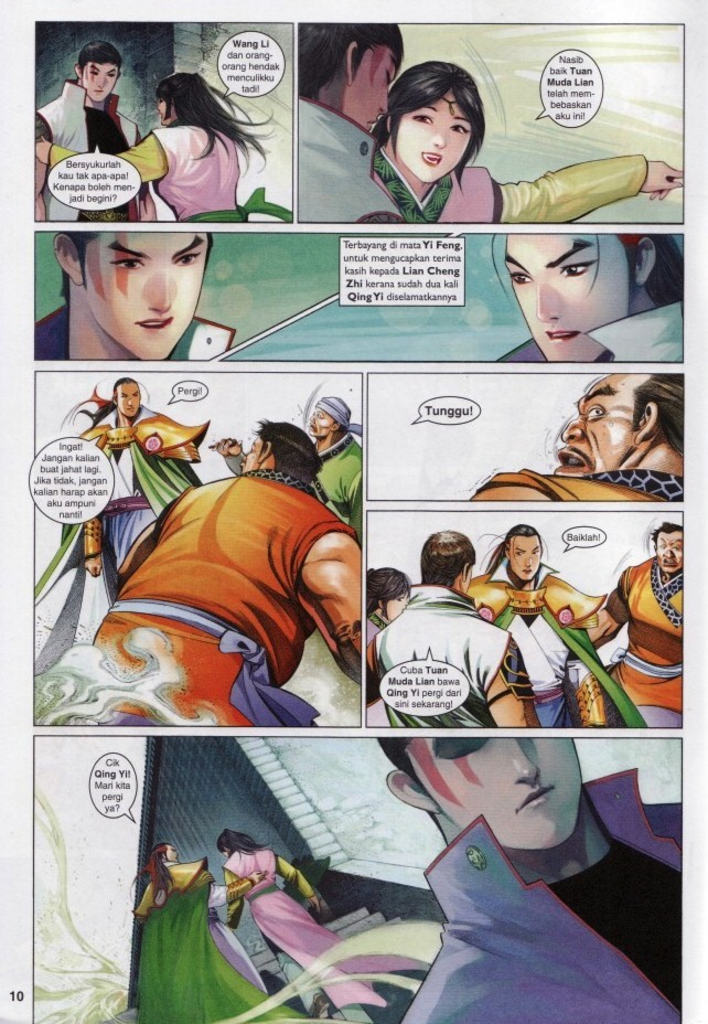 Wang Li
dan orang-
orang hendak
menculikku
tadi!
Bersyukurlah
kau tak apa-apa!
Kenapa boleh men-
jadi begini?
Nasib
baik Tuan
Muda Lian
telah mem-
bebaskan
aku ini!
Terbayang di mata Yi Feng,
untuk mengucapkan terima
kasih kepada Lian Cheng
Zhi kerana sudah dua kali
Qing Yi diselamatkannya
Pergi!
Ingat!
Jangan kalian
buat jahat lagi.
Jika tidak, jangan
kalian harap akan
aku ampuni
nanti!
Tunggu!
Baiklah!
Cuba Tuan
Muda Lian bawa
Qing Yi pergi dari
sini sekarang!
Cik
Qing Yi!
Mari kita
pergi
ya?
10